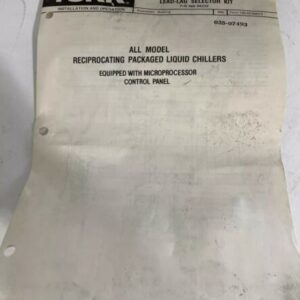 YORK
LEAD-LAG SELECTOR KIT
INSTALLATION AND OPERATION
035-07493
ALL MODEL
RECIPROCATING PACKAGED LIQUID CHILLERS
EQUIPPED WITH MICROPROCESSOR
CONTROL PANEL